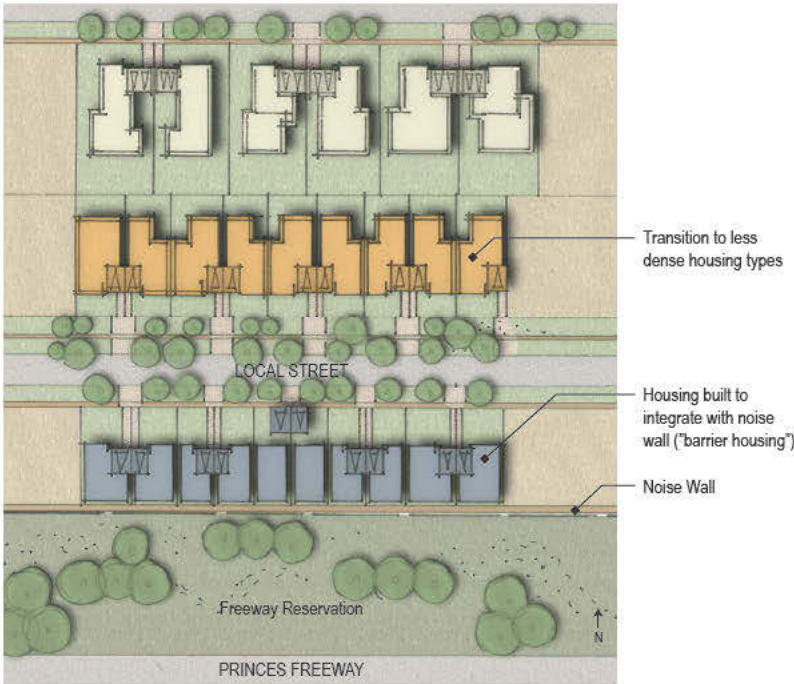 Transition to less
dense housing types
LOCAL STREET
Housing built to
integrate with noise
wall ("barrier housing")
Noise Wall
Freeway Reservation
N
PRINCES FREEWAY